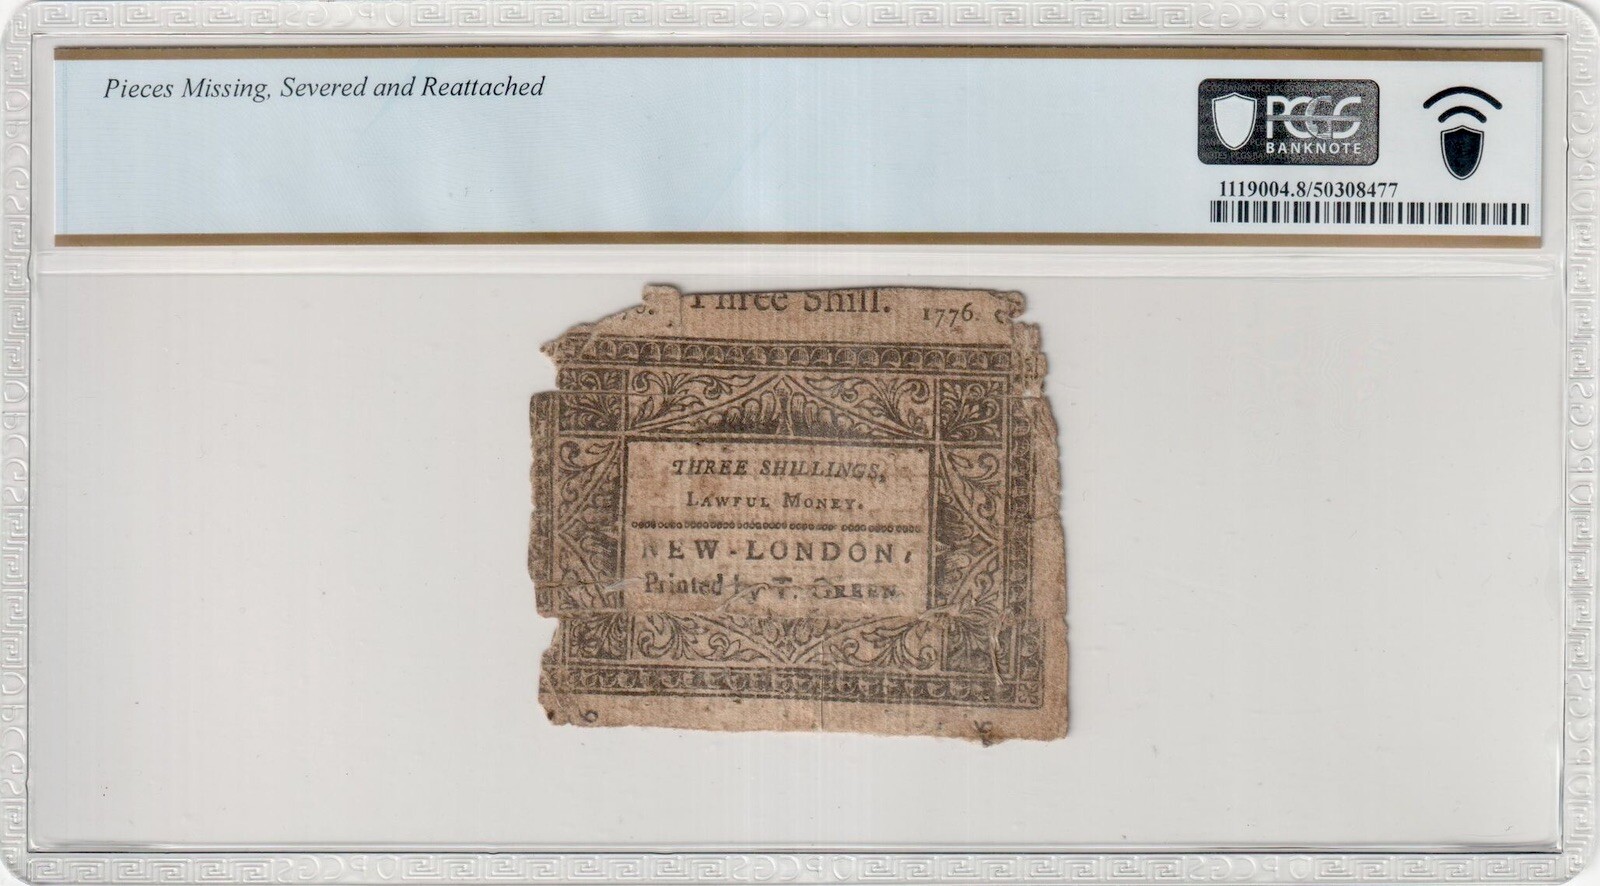 Pieces Missing, Severed and Reattached
PCGS
BANKNOTE
1119004.8/50308477
Three Shill. 1776.
THREE SHILLINGS,
LAWFUL MONEY.
NEW-LONDON,
Printed by T. GREEN